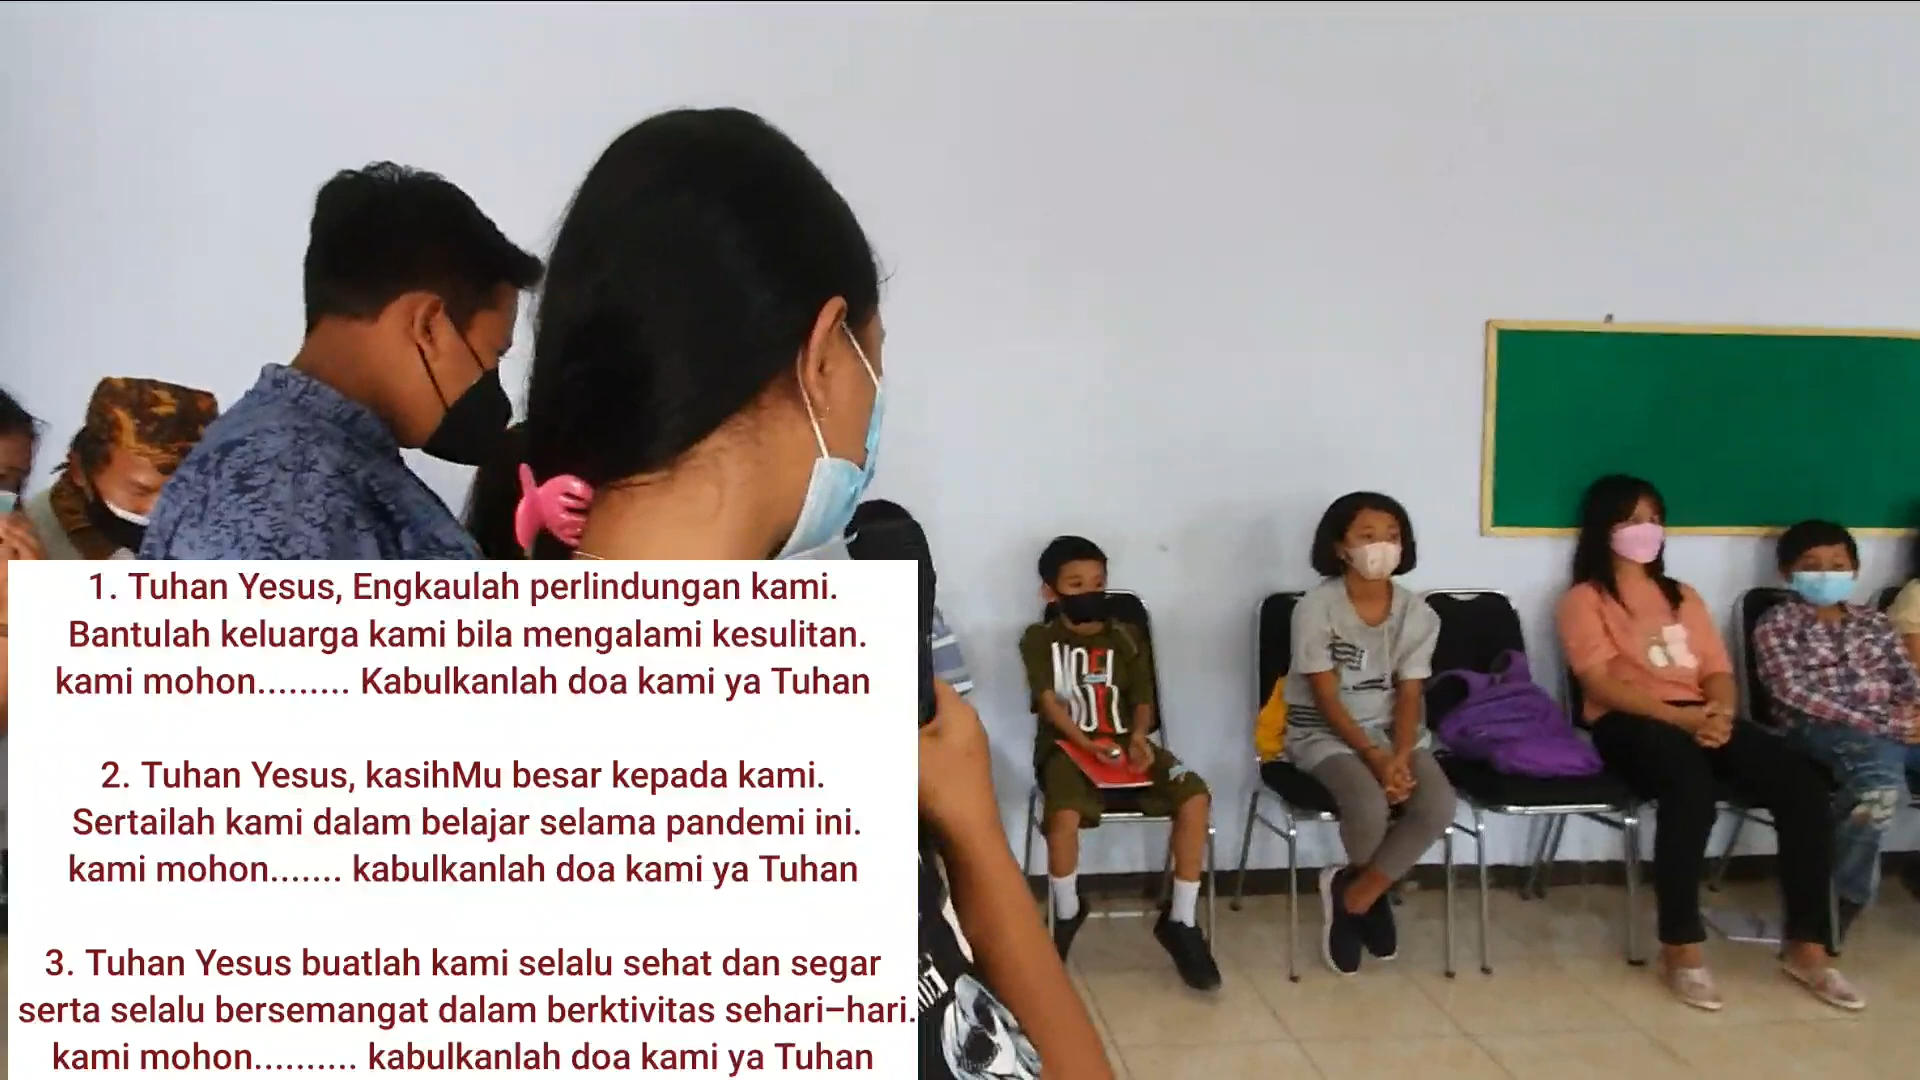 1. Tuhan Yesus, Engkaulah perlindungan kami.
Bantulah keluarga kami bila mengalami kesulitan.
kami mohon......... Kabulkanlah doa kami ya Tuhan
2. Tuhan Yesus, kasihMu besar kepada kami.
Sertailah kami dalam belajar selama pandemi ini.
kami mohon....... kabulkanlah doa kami ya Tuhan
3. Tuhan Yesus buatlah kami selalu sehat dan segar
serta selalu bersemangat dalam berktivitas sehari–hari.
kami mohon.......... kabulkanlah doa kami ya Tuhan